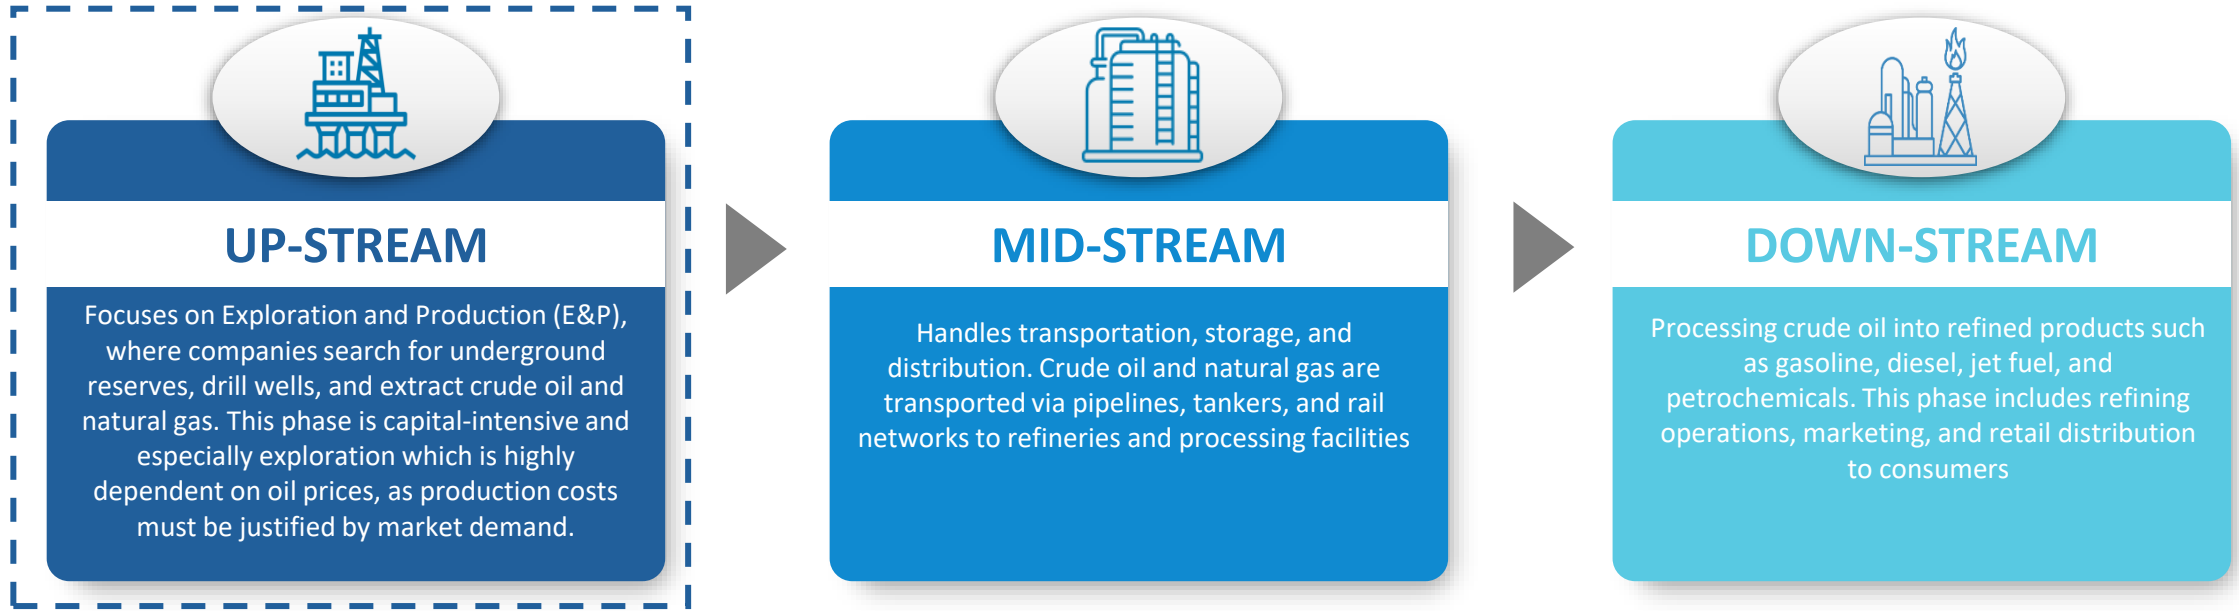 UP-STREAM
Focuses on Exploration and Production (E&P),
where companies search for underground
reserves, drill wells, and extract crude oil and
natural gas. This phase is capital-intensive and
especially exploration which is highly
dependent on oil prices, as production costs
must be justified by market demand.
MID-STREAM
Handles transportation, storage, and
distribution. Crude oil and natural gas are
transported via pipelines, tankers, and rail
networks to refineries and processing facilities
DOWN-STREAM
Processing crude oil into refined products such
as gasoline, diesel, jet fuel, and
petrochemicals. This phase includes refining
operations, marketing, and retail distribution
to consumers